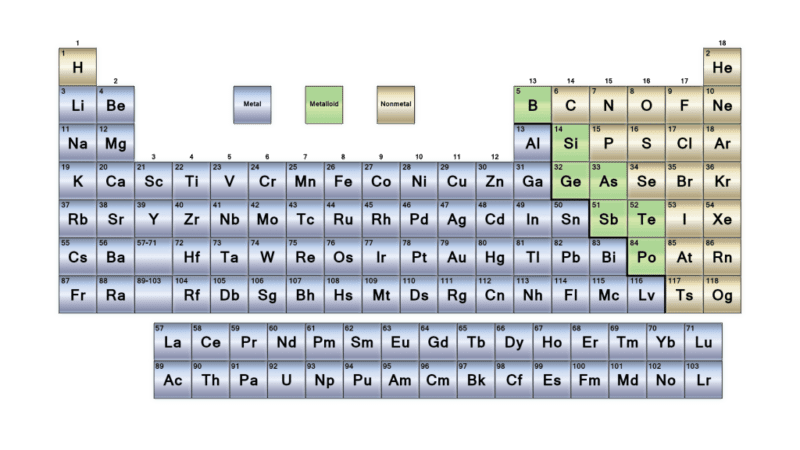 1 18
1 2
H He
2 13 14 15 16 17
3 4 5 6 7 8 9 10
Li Be Metal Metalloid Nonmetal B C N O F Ne
11 12 13 14 15 16 17 18
Na Mg Al Si P S Cl Ar
3 4 5 6 7 8 9 10 11 12
19 20 21 22 23 24 25 26 27 28 29 30 31 32 33 34 35 36
K Ca Sc Ti V Cr Mn Fe Co Ni Cu Zn Ga Ge As Se Br Kr
37 38 39 40 41 42 43 44 45 46 47 48 49 50 51 52 53 54
Rb Sr Y Zr Nb Mo Tc Ru Rh Pd Ag Cd In Sn Sb Te I Xe
55 56 57-71 72 73 74 75 76 77 78 79 80 81 82 83 84 85 86
Cs Ba Hf Ta W Re Os Ir Pt Au Hg Tl Pb Bi Po At Rn
87 88 89-103 104 105 106 107 108 109 110 111 112 113 114 115 116 117 118
Fr Ra Rf Db Sg Bh Hs Mt Ds Rg Cn Nh Fl Mc Lv Ts Og
57 58 59 60 61 62 63 64 65 66 67 68 69 70 71
La Ce Pr Nd Pm Sm Eu Gd Tb Dy Ho Er Tm Yb Lu
89 90 91 92 93 94 95 96 97 98 99 100 101 102 103
Ac Th Pa U Np Pu Am Cm Bk Cf Es Fm Md No Lr